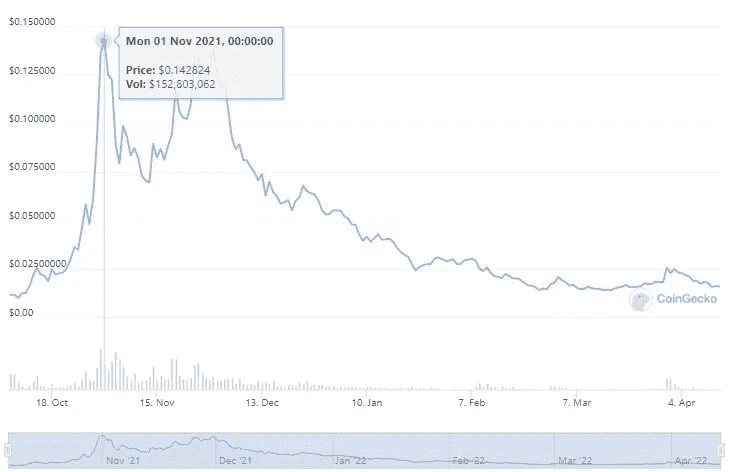 $0.150000
Mon 01 Nov 2021, 00:00:00
Price: $0.142824
Vol: $152,803,062
$0.125000
$0.100000
$0.075000
$0.050000
$0.02500000
$0.00
CoinGecko
18. Oct 15. Nov 13. Dec 10. Jan 7. Feb 7. Mar 4. Apr
Nov '21 Dec '21 Jan '22 Feb '22 Mar '22 Apr '22